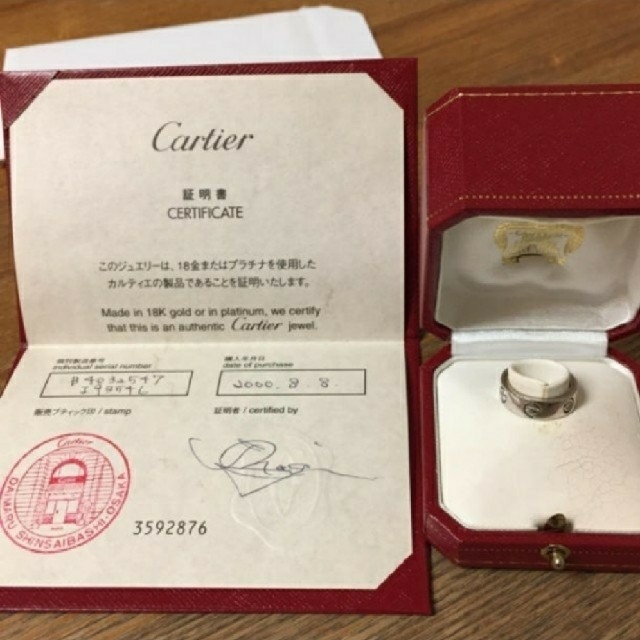 Cartier
証明書
CERTIFICATE
このジュエリーは、18金またはプラチナを使用した
カルティエの製品であることを証明いたします。
Made in 18K gold or in platinum, we certify
that this is an authentic Cartier jewel.
個別製造番号
individual serial number
購入年月日
date of purchase
B4032547
I48546
2000. 8. 8.
販売ブティック印 / stamp
証明者 / certified by
Cartier
DAIMARU SHINSAIBASHI OSAKA
3592876